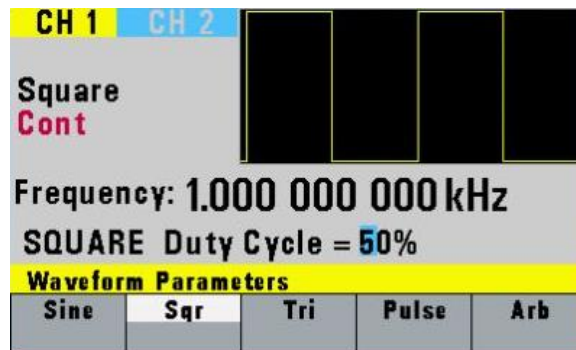 CH 1 CH 2
Square
Cont
Frequency: 1.000 000 000 kHz
SQUARE Duty Cycle = 50%
Waveform Parameters
Sine Sqr Tri Pulse Arb